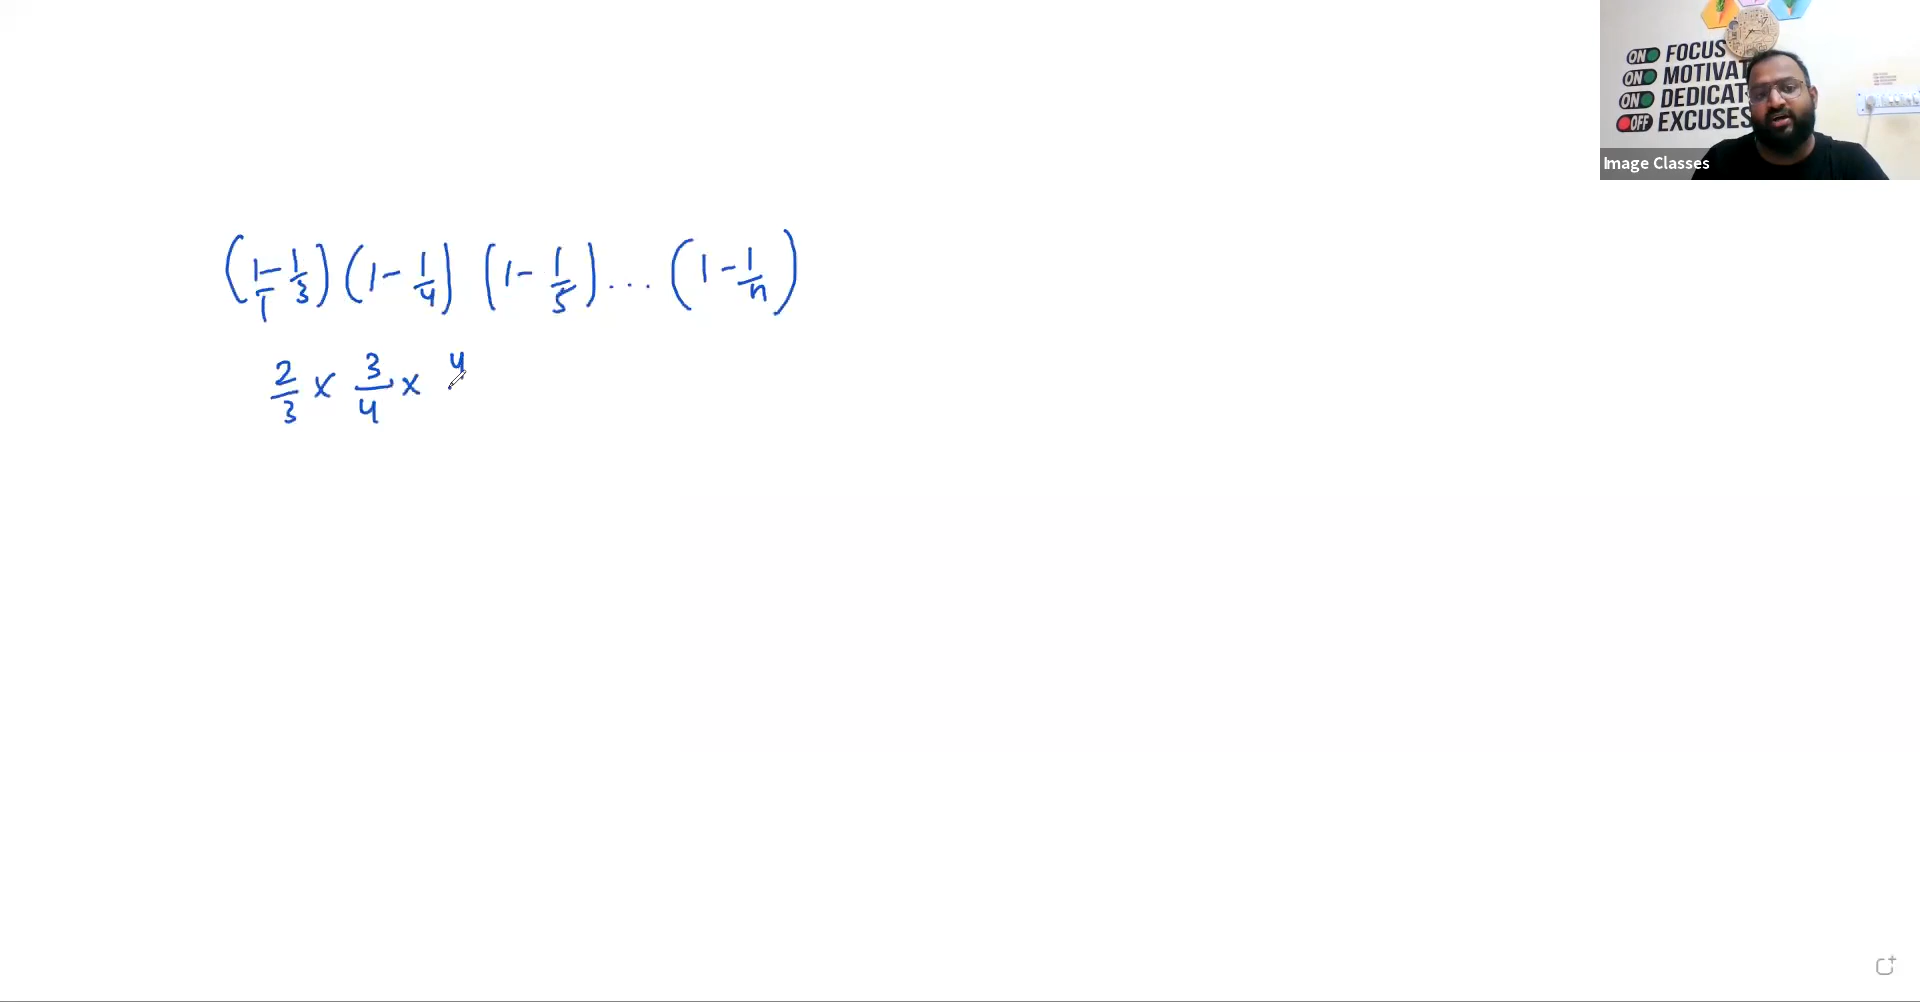 ON FOCUS
ON MOTIVAT
ON DEDICAT
OFF EXCUSES
Image Classes
(1/1 - 1/3) (1 - 1/4) (1 - 1/5) ... (1 - 1/n)
2/3 x 3/4 x 4